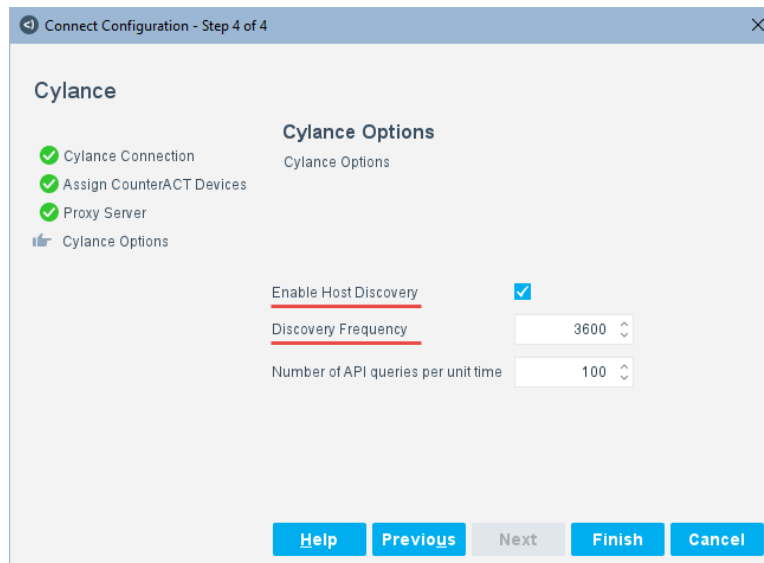 Connect Configuration - Step 4 of 4
Cylance
Cylance Connection
Assign CounterACT Devices
Proxy Server
Cylance Options
Cylance Options
Cylance Options
Enable Host Discovery
Discovery Frequency 3600
Number of API queries per unit time 100
Help Previous Next Finish Cancel